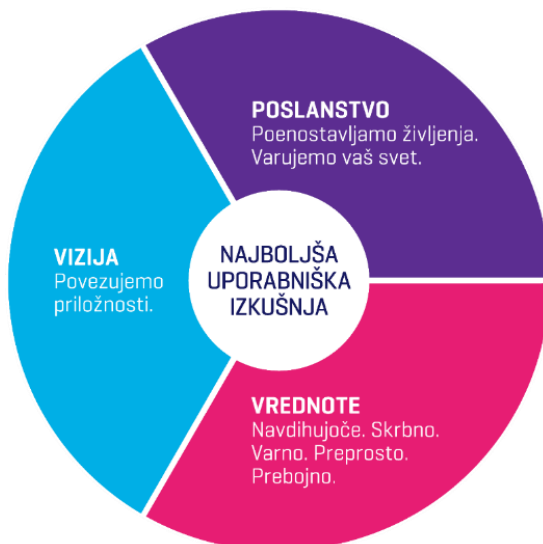 POSLANSTVO
Poenostavljamo življenja.
Varujemo vaš svet.
VIZIJA
Povezujemo
priložnosti.
NAJBOLJŠA
UPORABNIŠKA
IZKUŠNJA
VREDNOTE
Navdihujoče. Skrbno.
Varno. Preprosto.
Prebojno.